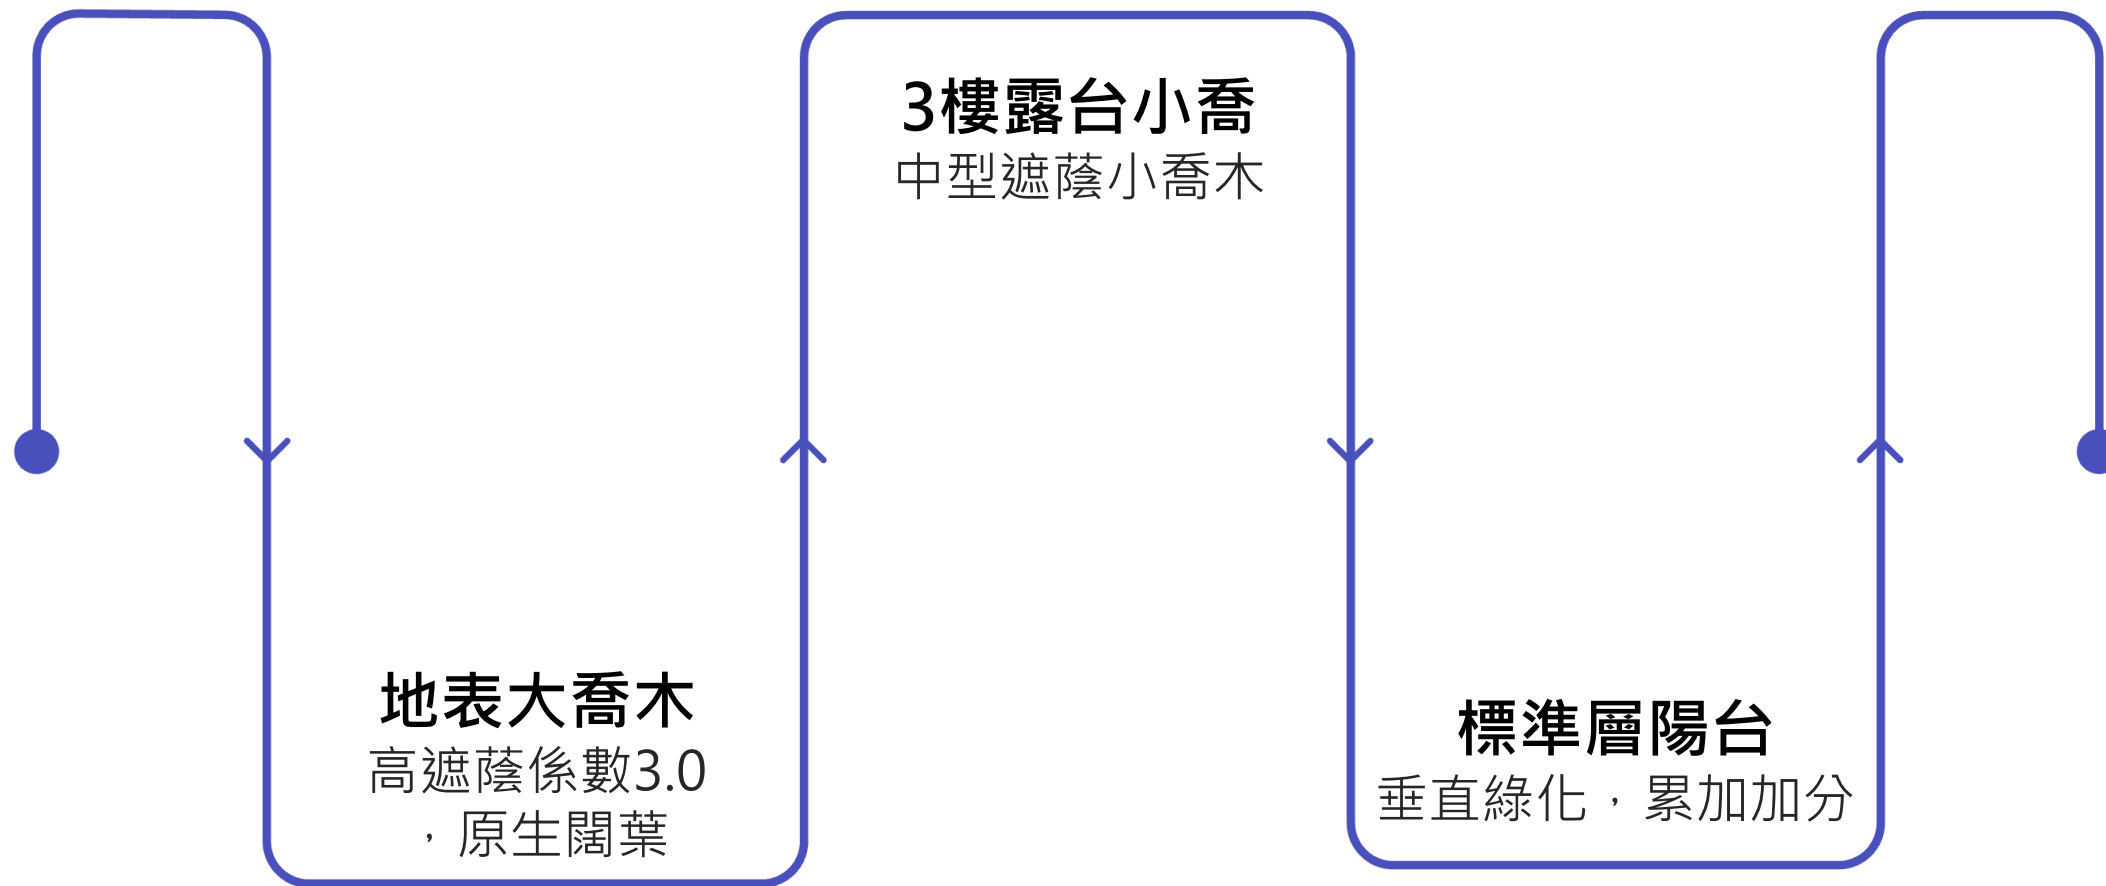 3樓露台小喬
中型遮蔭小喬木
地表大喬木
高遮蔭係數3.0
，原生闊葉
標準層陽台
垂直綠化，累加加分